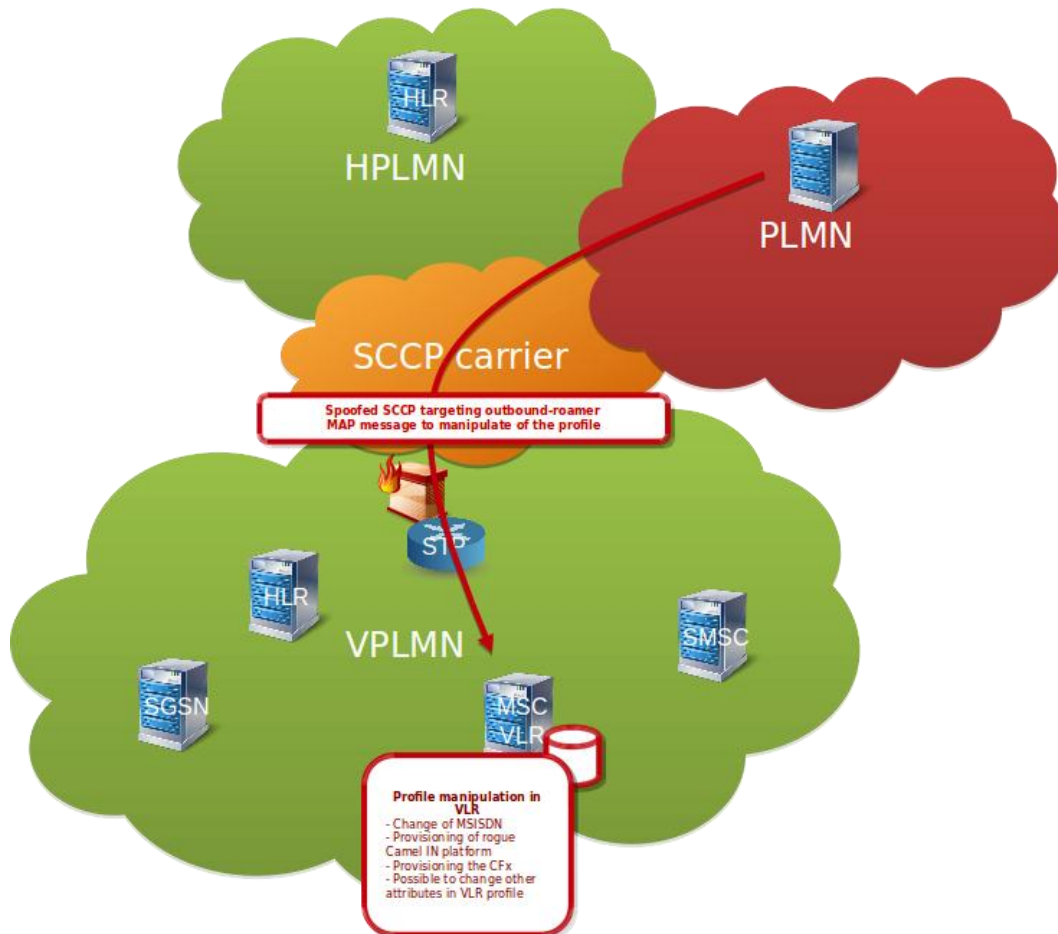 HLR
HPLMN
PLMN
SCCP carrier
Spoofed SCCP targeting outbound-roamer
MAP message to manipulate of the profile
STP
HLR
VPLMN
SMSC
SGSN
MSC
VLR
Profile manipulation in
VLR
- Change of MSISDN
- Provisioning of rogue
Camel IN platform
- Provisioning the CFx
- Possible to change other
attributes in VLR profile